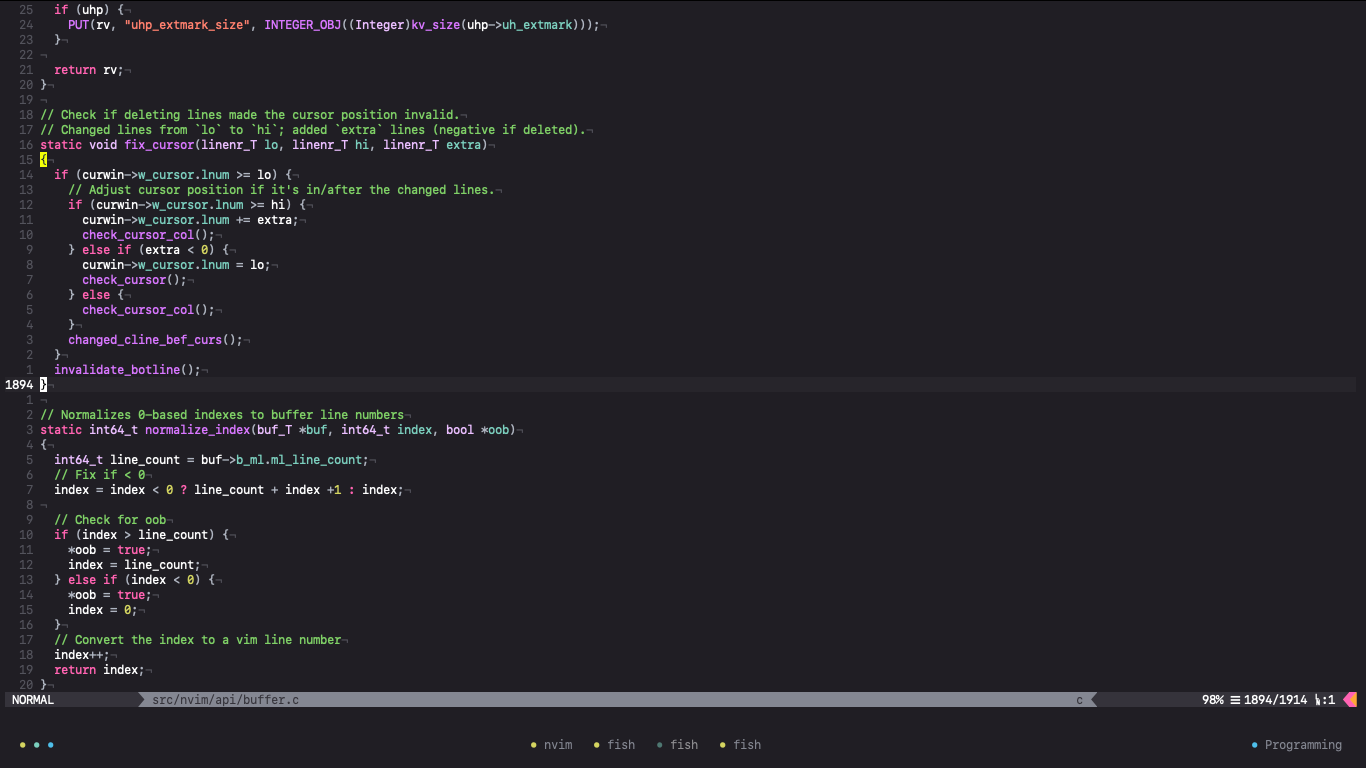 25   if (uhp) {¬
24     PUT(rv, "uhp_extmark_size", INTEGER_OBJ((Integer)kv_size(uhp->uh_extmark)));¬
23   }¬
22 ¬
21   return rv;¬
20 }¬
19 ¬
18 // Check if deleting lines made the cursor position invalid.¬
17 // Changed lines from `lo` to `hi`; added `extra` lines (negative if deleted).¬
16 static void fix_cursor(linenr_T lo, linenr_T hi, linenr_T extra)¬
15 {¬
14   if (curwin->w_cursor.lnum >= lo) {¬
13     // Adjust cursor position if it's in/after the changed lines.¬
12     if (curwin->w_cursor.lnum >= hi) {¬
11       curwin->w_cursor.lnum += extra;¬
10       check_cursor_col();¬
9     } else if (extra < 0) {¬
8       curwin->w_cursor.lnum = lo;¬
7       check_cursor();¬
6     } else {¬
5       check_cursor_col();¬
4     }¬
3     changed_cline_bef_curs();¬
2   }¬
1   invalidate_botline();¬
1894 }¬
1 ¬
2 // Normalizes 0-based indexes to buffer line numbers¬
3 static int64_t normalize_index(buf_T *buf, int64_t index, bool *oob)¬
4 {¬
5   int64_t line_count = buf->b_ml.ml_line_count;¬
6   // Fix if < 0¬
7   index = index < 0 ? line_count + index +1 : index;¬
8 ¬
9   // Check for oob¬
10   if (index > line_count) {¬
11     *oob = true;¬
12     index = line_count;¬
13   } else if (index < 0) {¬
14     *oob = true;¬
15     index = 0;¬
16   }¬
17   // Convert the index to a vim line number¬
18   index++;¬
19   return index;¬
20 }¬
NORMAL src/nvim/api/buffer.c c 98% ☰ 1894/1914 :1
nvim fish fish fish Programming